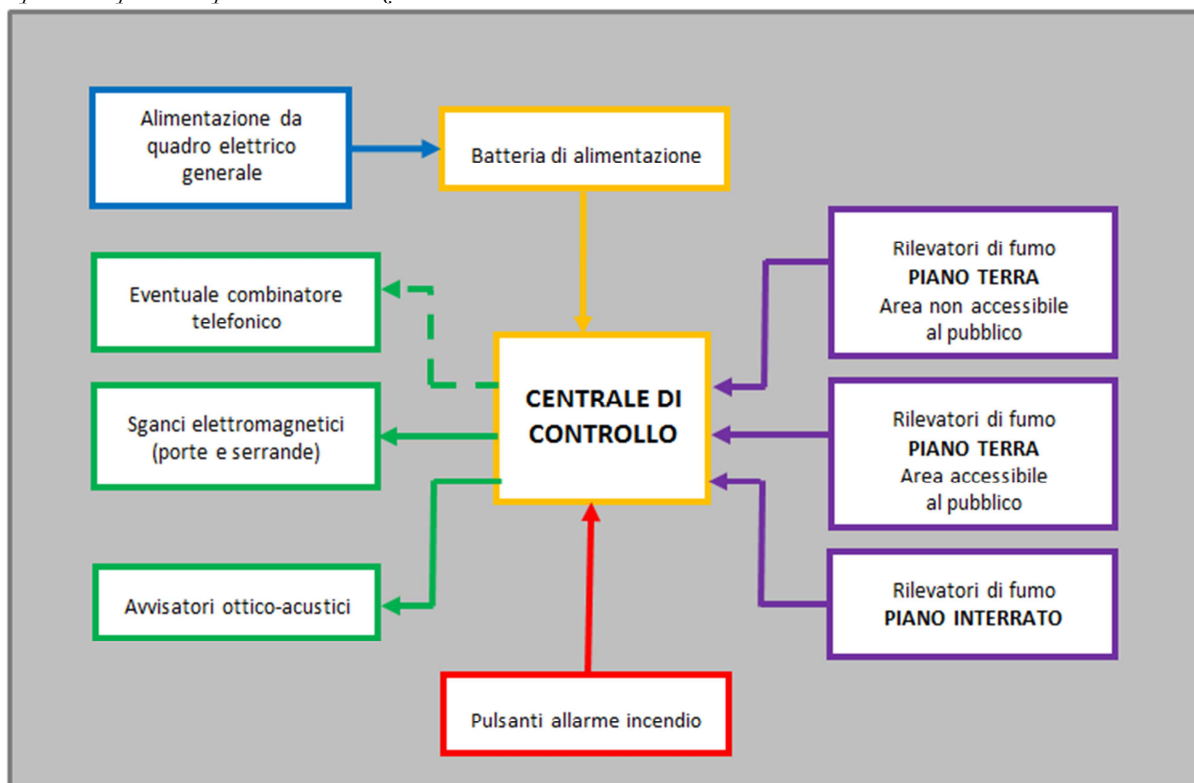 Alimentazione da
quadro elettrico
generale
Batteria di alimentazione
Rilevatori di fumo
PIANO TERRA
Area non accessibile
al pubblico
Eventuale combinatore
telefonico
CENTRALE DI
CONTROLLO
Sganci elettromagnetici
(porte e serrande)
Rilevatori di fumo
PIANO TERRA
Area accessibile
al pubblico
Avvisatori ottico-acustici
Rilevatori di fumo
PIANO INTERRATO
Pulsanti allarme incendio